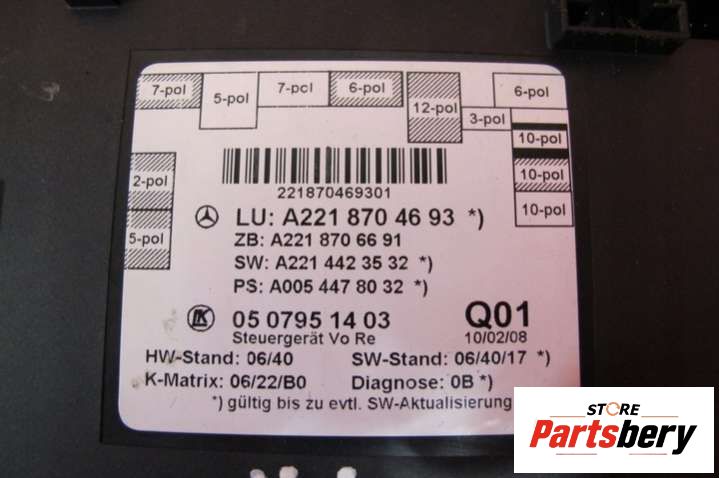 7-pol
5-pol
7-pcl
6-pol
12-pol
3-pol
6-pol
10-pol
10-pol
10-pol
2-pol
5-pol
221870469301
LU: A221 870 46 93 *)
ZB: A221 870 66 91
SW: A221 442 35 32 *)
PS: A005 447 80 32 *)
LK 05 0795 14 03 Q01
Steuergerät Vo Re 10/02/08
HW-Stand: 06/40 SW-Stand: 06/40/17 *)
K-Matrix: 06/22/B0 Diagnose: 0B *)
*) gültig bis zu evtl. SW-Aktualisierung
STORE
Partsbery